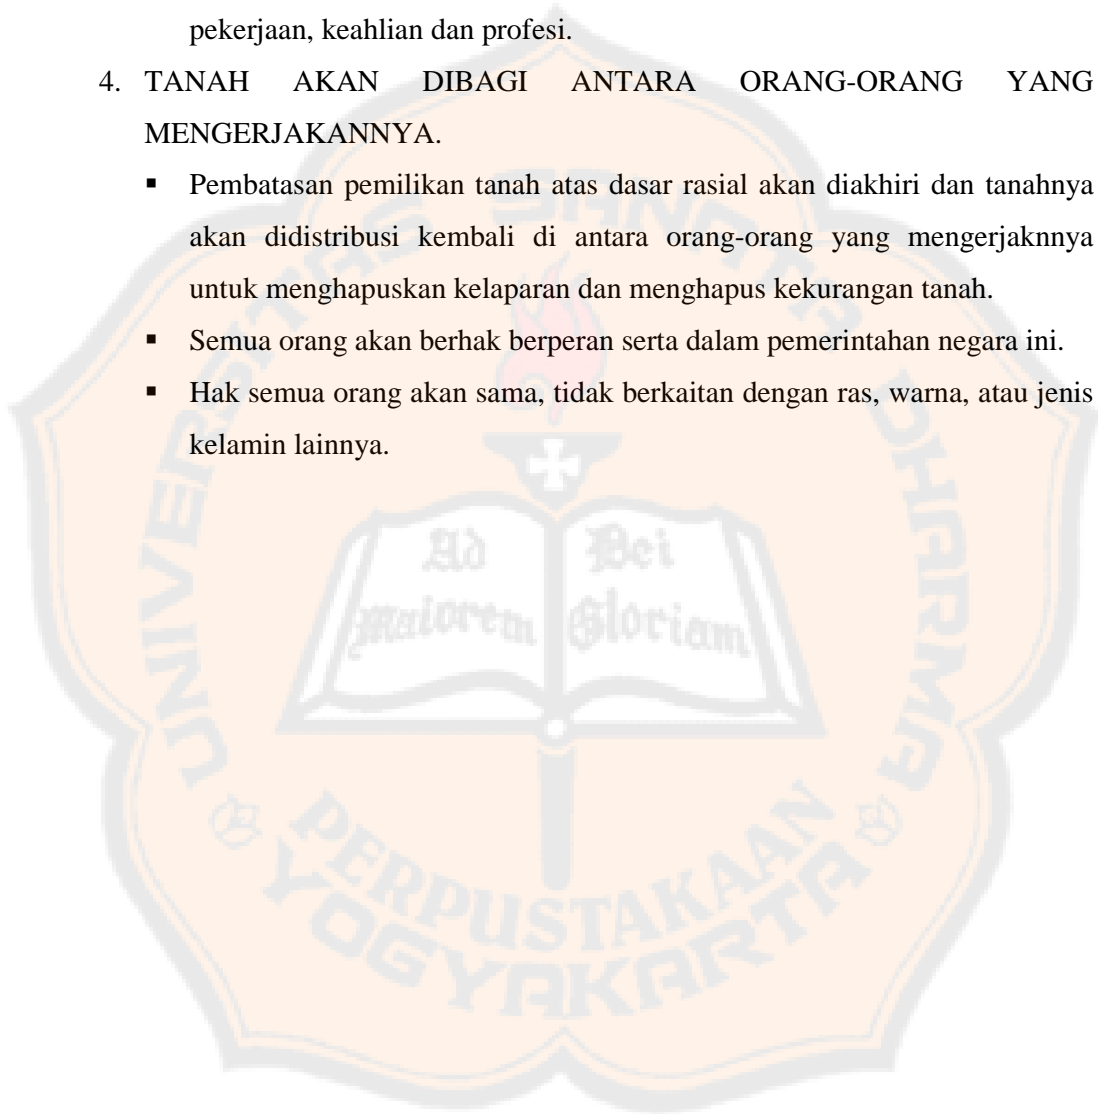 pekerjaan, keahlian dan profesi.
4. TANAH AKAN DIBAGI ANTARA ORANG-ORANG YANG
MENGERJAKANNYA.
▪ Pembatasan pemilikan tanah atas dasar rasial akan diakhiri dan tanahnya
akan didistribusi kembali di antara orang-orang yang mengerjaknnya
untuk menghapuskan kelaparan dan menghapus kekurangan tanah.
▪ Semua orang akan berhak berperan serta dalam pemerintahan negara ini.
▪ Hak semua orang akan sama, tidak berkaitan dengan ras, warna, atau jenis
kelamin lainnya.
UNIVERSITAS SANATA DHARMA
Ad Dei
maiorem Gloriam
PERPUSTAKAAN
YOGYAKARTA